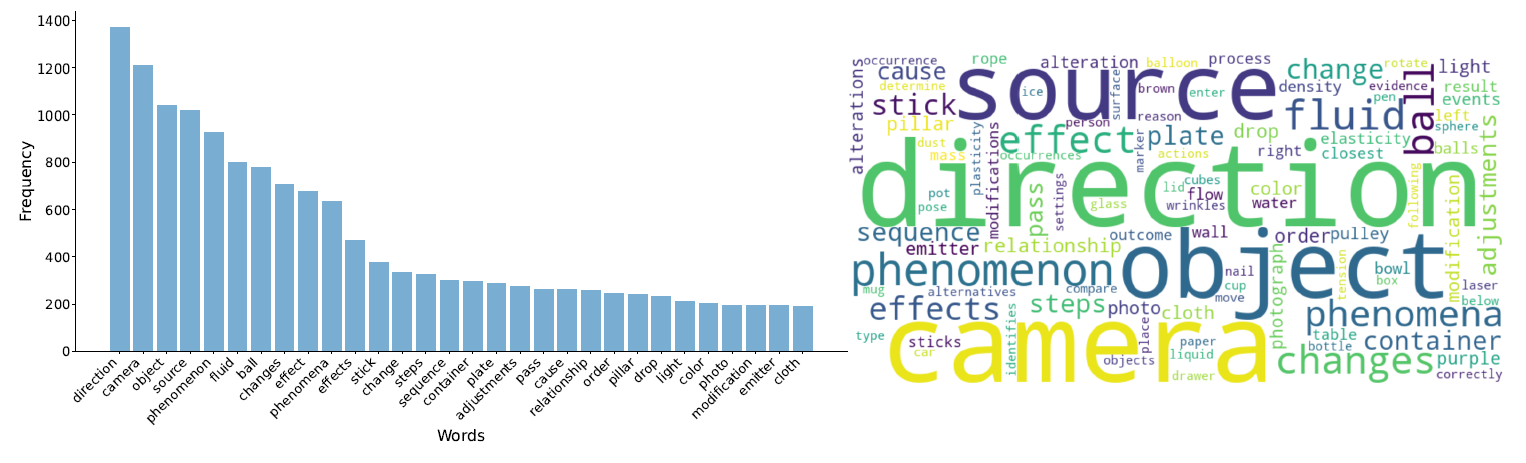 1400
1200
1000
800
600
400
200
0
Frequency
direction
camera
object
source
phenomenon
fluid
ball
changes
effect
phenomena
effects
stick
change
steps
sequence
container
plate
adjustments
pass
cause
relationship
order
pillar
drop
light
color
photo
modification
emitter
cloth
Words
occurrence
rope
alteration
balloon
process
change
rotate
light
cause
determine
alterations
source
ice
surface
brown
enter
density
evidence
pen
ball
result
events
stick
pillar
person
reason
fluid
left
sphere
effect
plate
drop
elasticity
dust
mass
plasticity
modifications
occurrences
marker
actions
right
closest
balls
adjustments
direction
pot
pose
pass
settings
glass
lid
cubes
flow
wrinkles
color
water
following
modification
sequence
emitter
relationship
outcome
wall
order
pulley
phenomenon
object
nail
photograph
tension
bowl
box
laser
mug
alternatives
compare
cup
move
below
effects
steps
photo
cloth
phenomena
identifies
place
camera
type
sticks
car
paper
liquid
objects
drawer
table
bottle
container
changes
purple
correctly